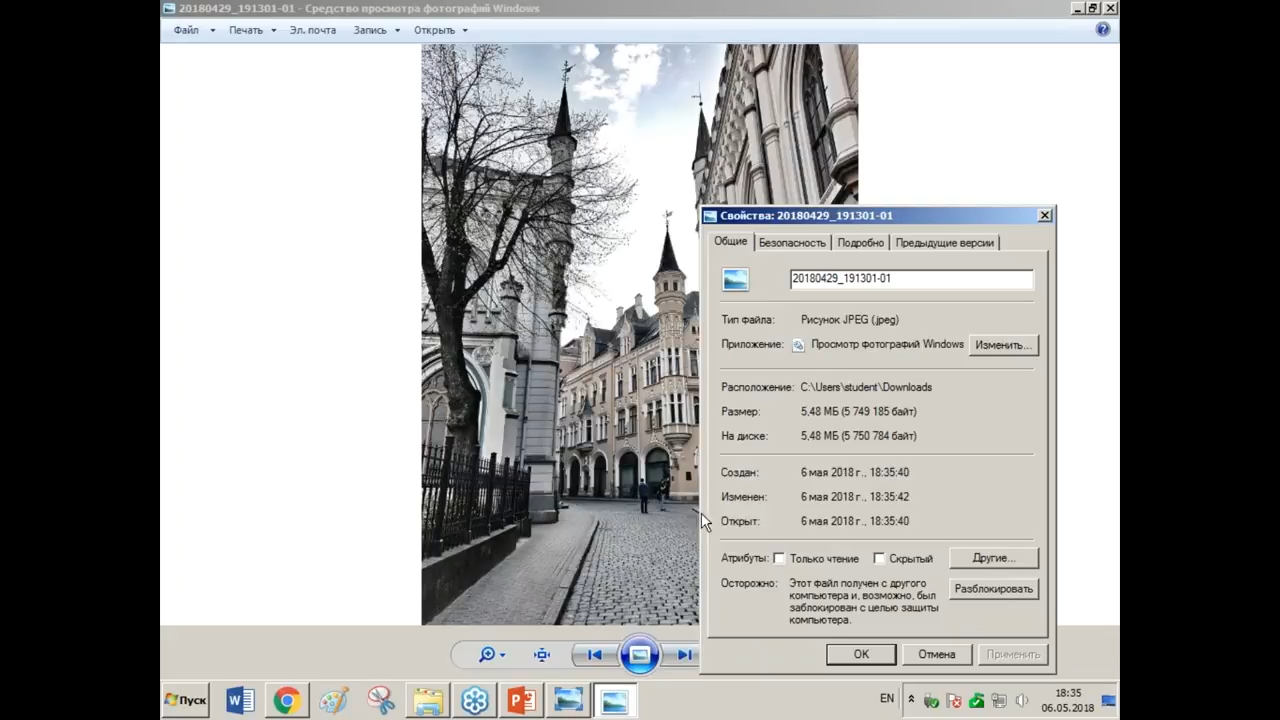 20180429_191301-01 - Средство просмотра фотографий Windows
Файл Печать Эл. почта Запись Открыть
Свойства: 20180429_191301-01
Общие Безопасность Подробно Предыдущие версии
20180429_191301-01
Тип файла: Рисунок JPEG (.jpeg)
Приложение: Просмотр фотографий Windows Изменить...
Расположение: C:\Users\student\Downloads
Размер: 5,48 МБ (5 749 185 байт)
На диске: 5,48 МБ (5 750 784 байт)
Создан: 6 мая 2018 г., 18:35:40
Изменен: 6 мая 2018 г., 18:35:42
Открыт: 6 мая 2018 г., 18:35:40
Атрибуты: Только чтение Скрытый Другие...
Осторожно: Этот файл получен с другого
компьютера и, возможно, был
заблокирован с целью защиты
компьютера.
Разблокировать
OK Отмена Применить
Пуск EN 18:35
06.05.2018